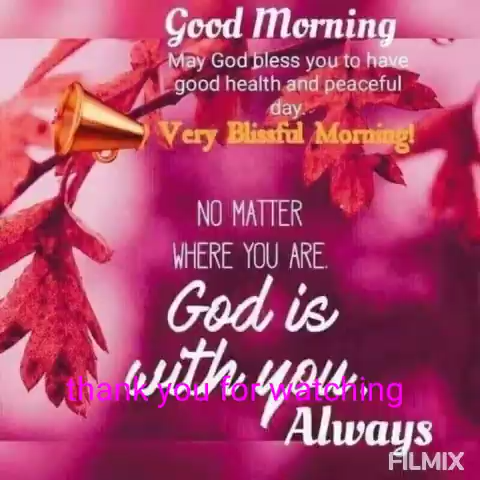 Good Morning
May God bless you to have
good health and peaceful
day.
Very Blissful Morning!
NO MATTER
WHERE YOU ARE.
God is
with you.
thank you for watching
Always
FILMIX